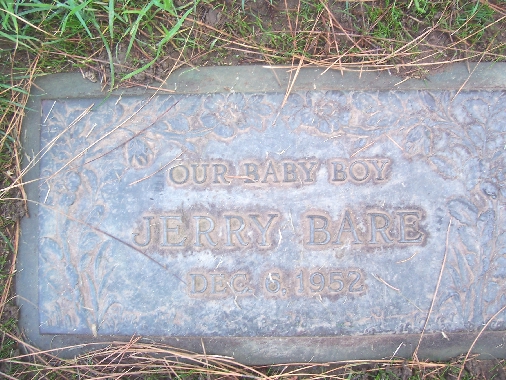 OUR BABY BOY
JERRY BARE
DEC. 6. 1952